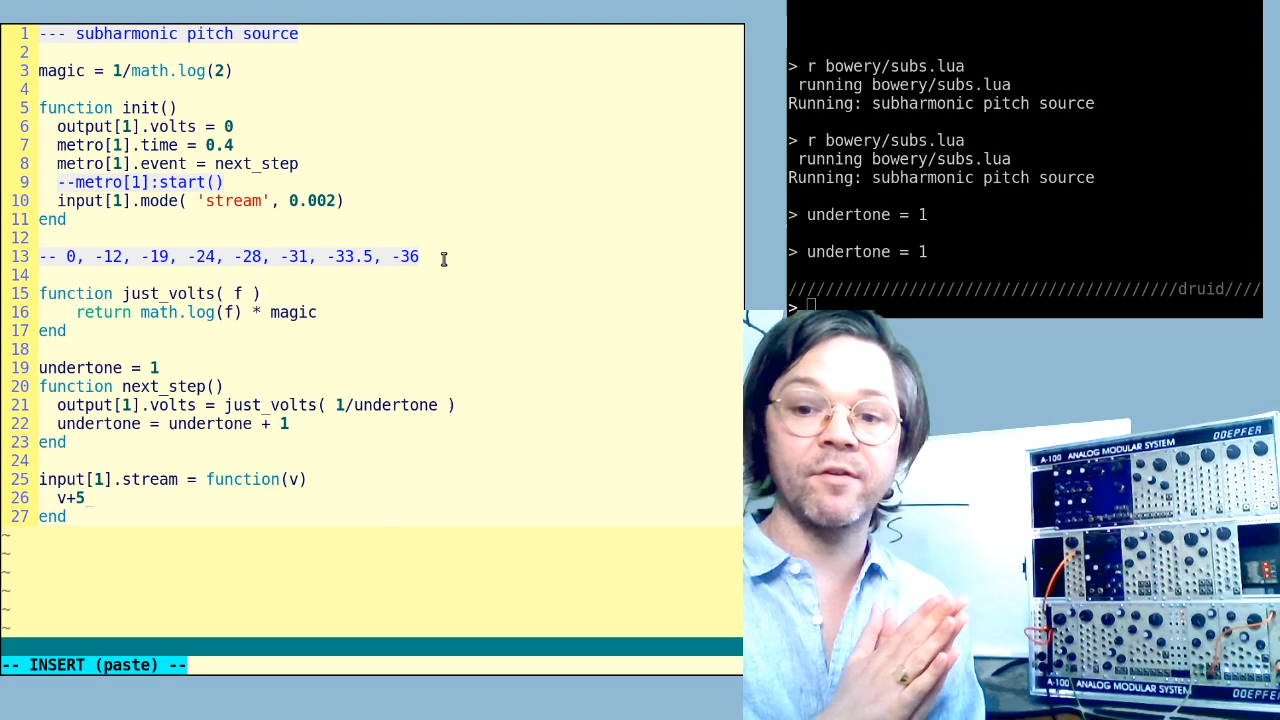 1 --- subharmonic pitch source
2
3 magic = 1/math.log(2)
4
5 function init()
6 output[1].volts = 0
7 metro[1].time = 0.4
8 metro[1].event = next_step
9 --metro[1]:start()
10 input[1].mode( 'stream', 0.002)
11 end
12
13 -- 0, -12, -19, -24, -28, -31, -33.5, -36
14
15 function just_volts( f )
16 return math.log(f) * magic
17 end
18
19 undertone = 1
20 function next_step()
21 output[1].volts = just_volts( 1/undertone )
22 undertone = undertone + 1
23 end
24
25 input[1].stream = function(v)
26 v+5
27 end
~
~
~
~
~
~
-- INSERT (paste) --
> r bowery/subs.lua
running bowery/subs.lua
Running: subharmonic pitch source
> r bowery/subs.lua
running bowery/subs.lua
Running: subharmonic pitch source
> undertone = 1
> undertone = 1
//////////////////////////////////////////druid////
>
A-100 ANALOG MODULAR SYSTEM DOEPFER
A-100 ANALOG MODULAR SYSTEM DOEPFER